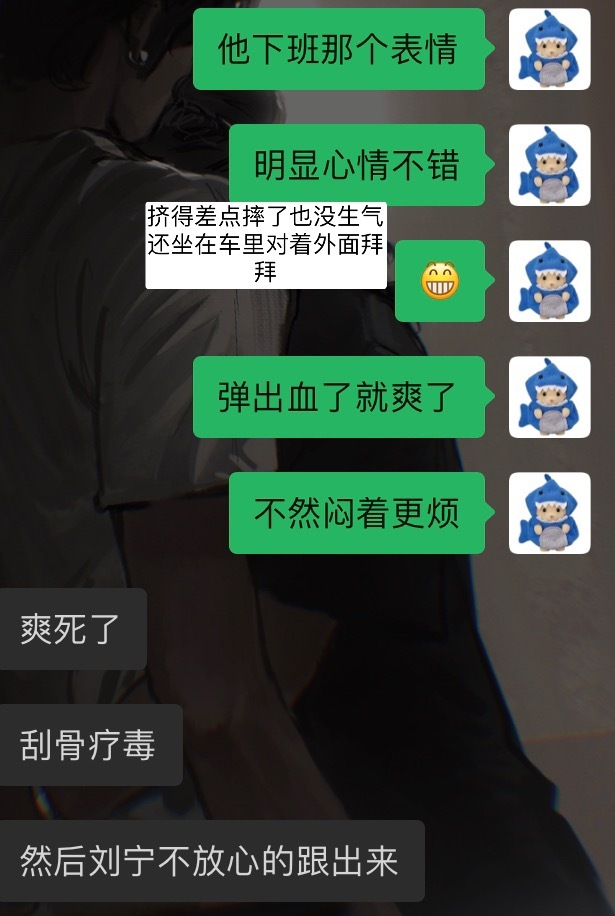 他下班那个表情
明显心情不错
挤得差点摔了也没生气
还坐在车里对着外面拜
拜
弹出血了就爽了
不然闷着更烦
爽死了
刮骨疗毒
然后刘宁不放心的跟出来